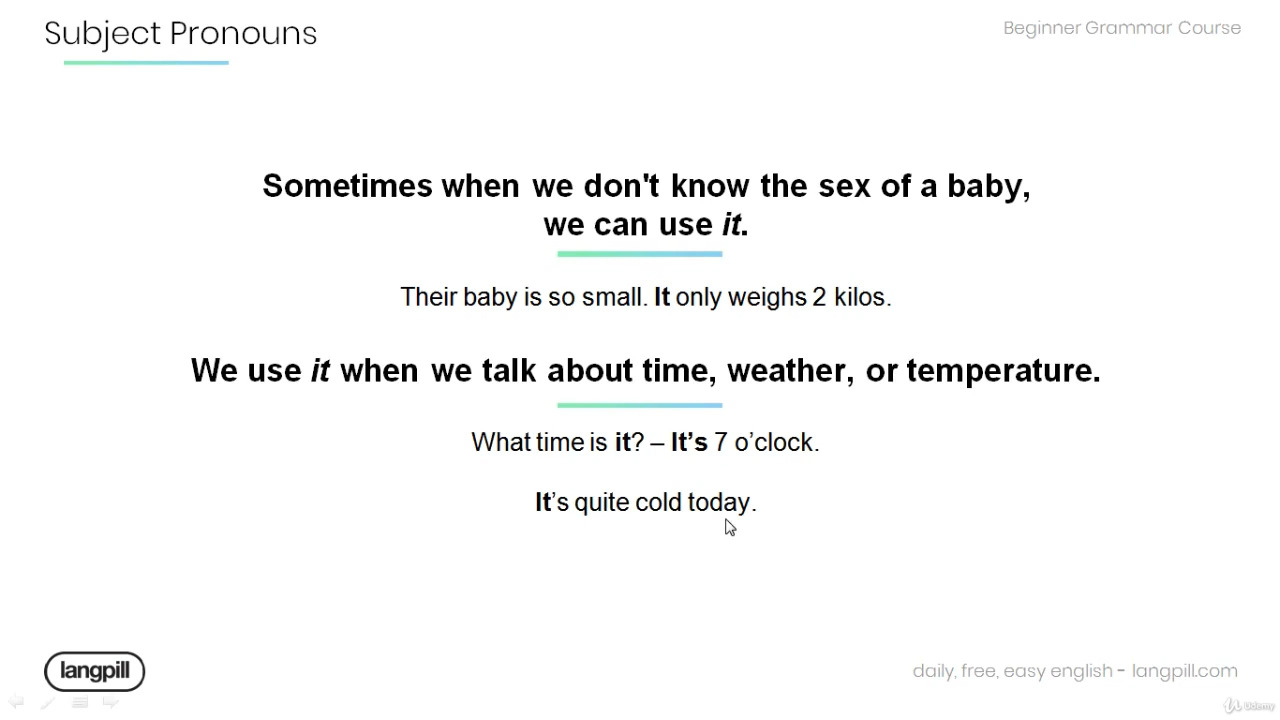 Subject Pronouns
Beginner Grammar Course
Sometimes when we don't know the sex of a baby,
we can use it.
Their baby is so small. It only weighs 2 kilos.
We use it when we talk about time, weather, or temperature.
What time is it? – It’s 7 o’clock.
It’s quite cold today.
langpill
daily, free, easy english - langpill.com
Udemy